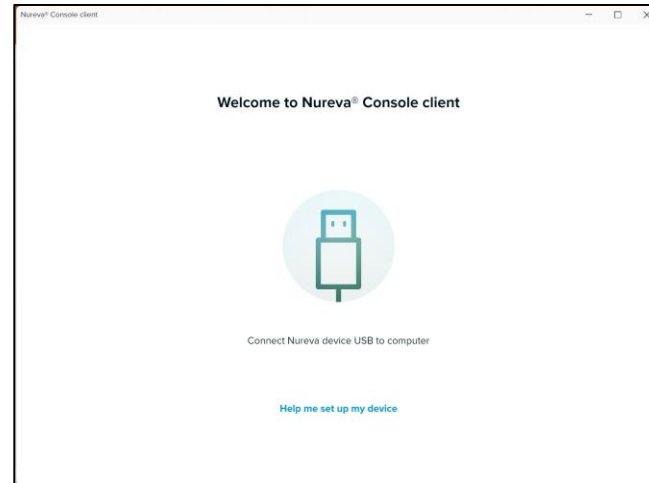 Nureva® Console client
Welcome to Nureva® Console client
Connect Nureva device USB to computer
Help me set up my device